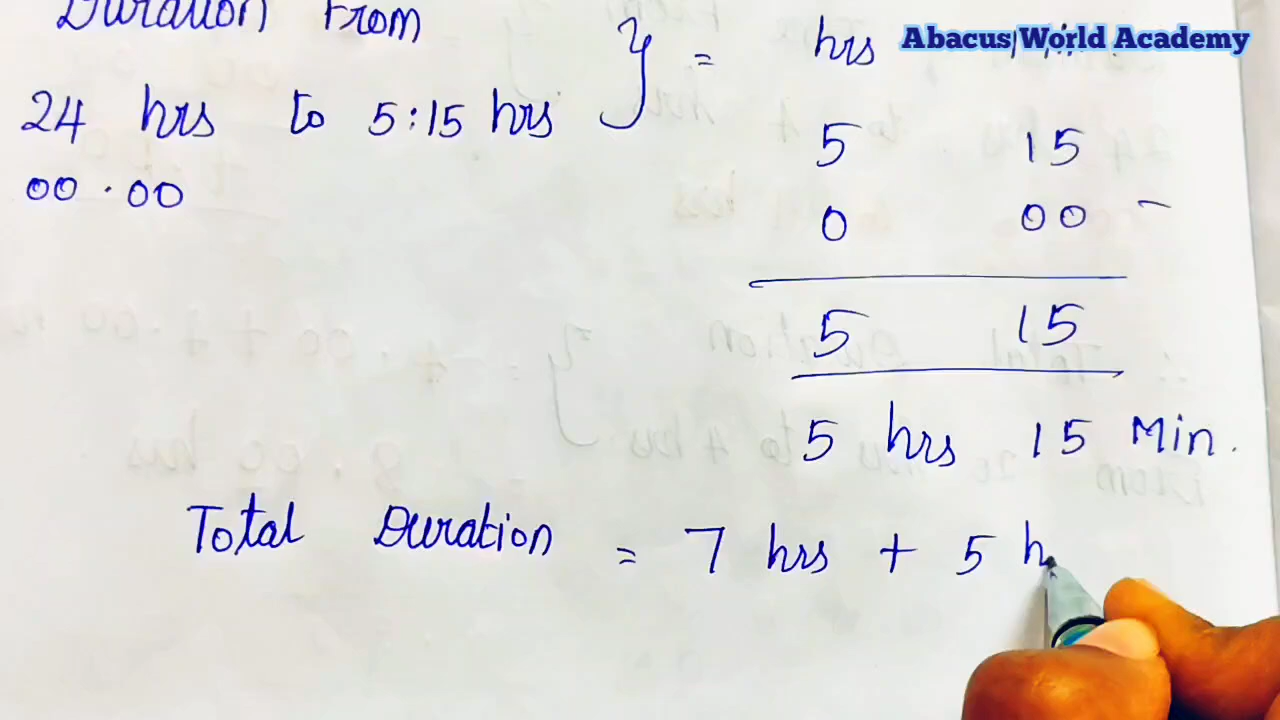 Duration From
} = hrs
Abacus World Academy
24 hrs to 5:15 hrs
00.00
5 15
0 00 -
5 15
5 hrs 15 Min.
Total Duration = 7 hrs + 5 h